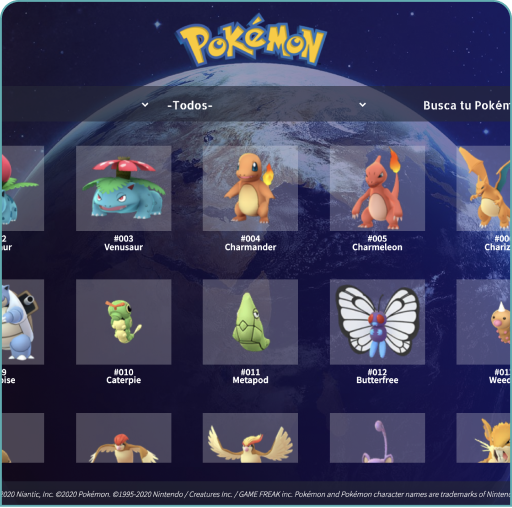 POKÉMON
-Todos-
Busca tu Pokém
2
#003
#004
#005
#00
ur
Venusaur
Charmander
Charmeleon
Chariz
9
#010
#011
#012
#01
oise
Caterpie
Metapod
Butterfree
Weed
2020 Niantic, Inc. ©2020 Pokémon. ©1995-2020 Nintendo / Creatures Inc. / GAME FREAK inc. Pokémon and Pokémon character names are trademarks of Ninten